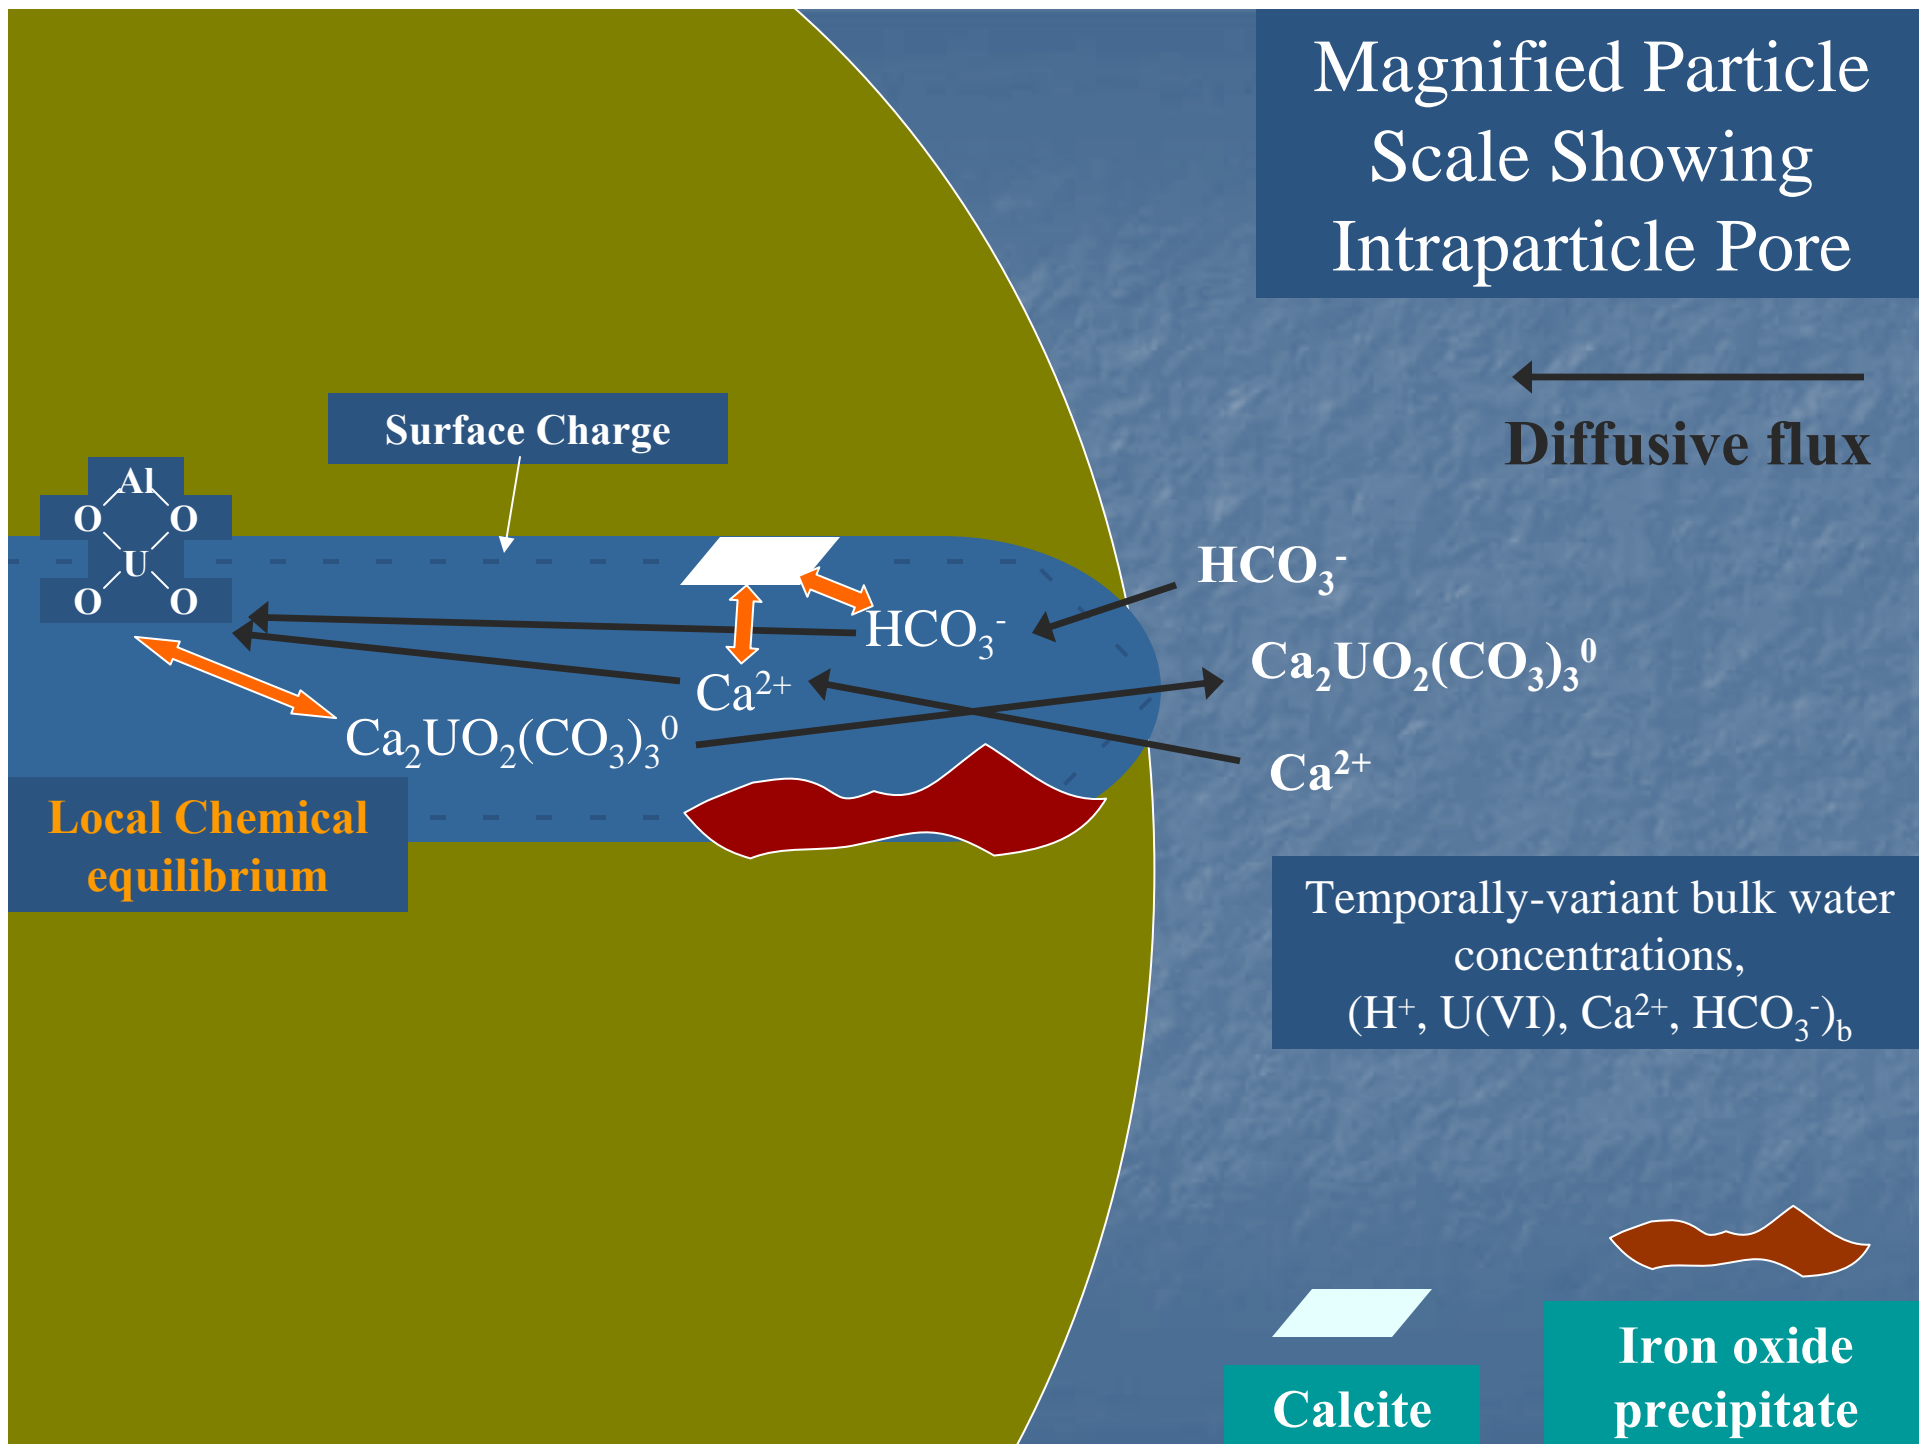 Magnified Particle
Scale Showing
Intraparticle Pore
Diffusive flux
Surface Charge
Al
O O
U
O O
HCO₃⁻
HCO₃⁻
Ca₂UO₂(CO₃)₃⁰
Ca²⁺
Ca₂UO₂(CO₃)₃⁰
Ca²⁺
Local Chemical
equilibrium
Temporally-variant bulk water
concentrations,
(H⁺, U(VI), Ca²⁺, HCO₃⁻)b
Iron oxide
precipitate
Calcite